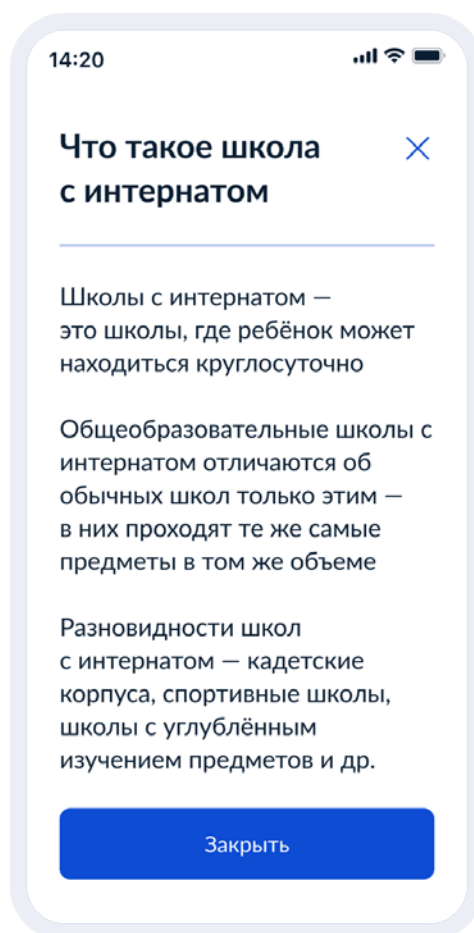 14:20
Что такое школа
с интернатом
Школы с интернатом —
это школы, где ребёнок может
находиться круглосуточно
Общеобразовательные школы с
интернатом отличаются об
обычных школ только этим —
в них проходят те же самые
предметы в том же объеме
Разновидности школ
с интернатом — кадетские
корпуса, спортивные школы,
школы с углублённым
изучением предметов и др.
Закрыть